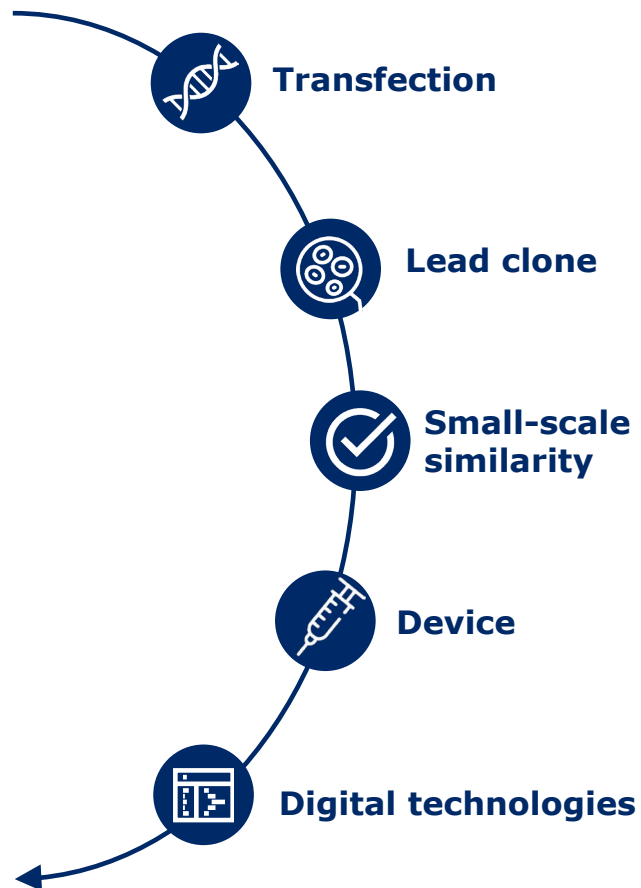 Transfection
Lead clone
Small-scale
similarity
Device
Digital technologies